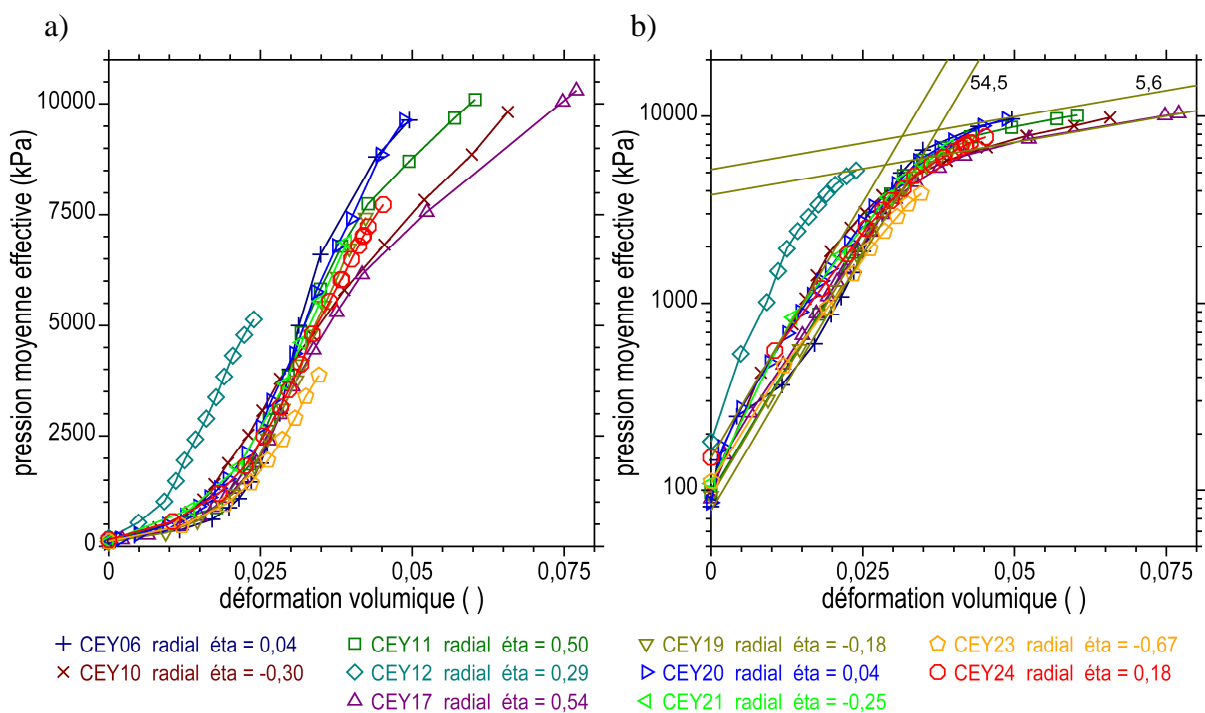 a)
b)
pression moyenne effective (kPa)
10000
7500
5000
2500
0
0
0,025
0,05
0,075
déformation volumique ( )
pression moyenne effective (kPa)
10000
1000
100
54,5
5,6
0
0,025
0,05
0,075
déformation volumique ( )
CEY06 radial éta = 0,04
CEY10 radial éta = -0,30
CEY11 radial éta = 0,50
CEY12 radial éta = 0,29
CEY17 radial éta = 0,54
CEY19 radial éta = -0,18
CEY20 radial éta = 0,04
CEY21 radial éta = -0,25
CEY23 radial éta = -0,67
CEY24 radial éta = 0,18